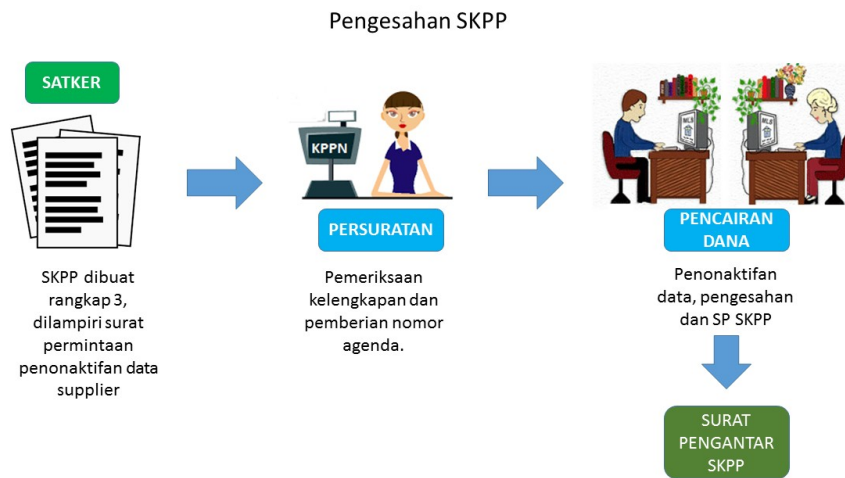 Pengesahan SKPP
SATKER
SKPP dibuat
rangkap 3,
dilampiri surat
permintaan
penonaktifan data
supplier
KPPN
PERSURATAN
Pemeriksaan
kelengkapan dan
pemberian nomor
agenda.
PENCAIRAN
DANA
Penonaktifan
data, pengesahan
dan SP SKPP
SURAT
PENGANTAR
SKPP